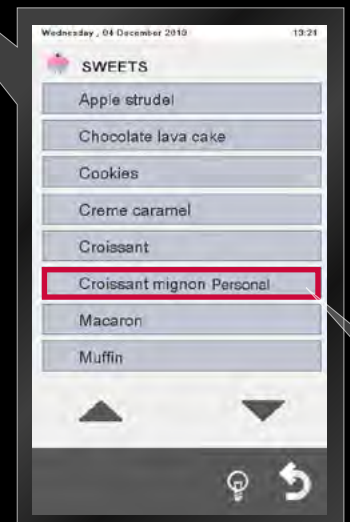 Wednesday , 04 December 2013 13:21
SWEETS
Apple strudel
Chocolate lava cake
Cookies
Creme caramel
Croissant
Croissant mignon Personal
Macaron
Muffin